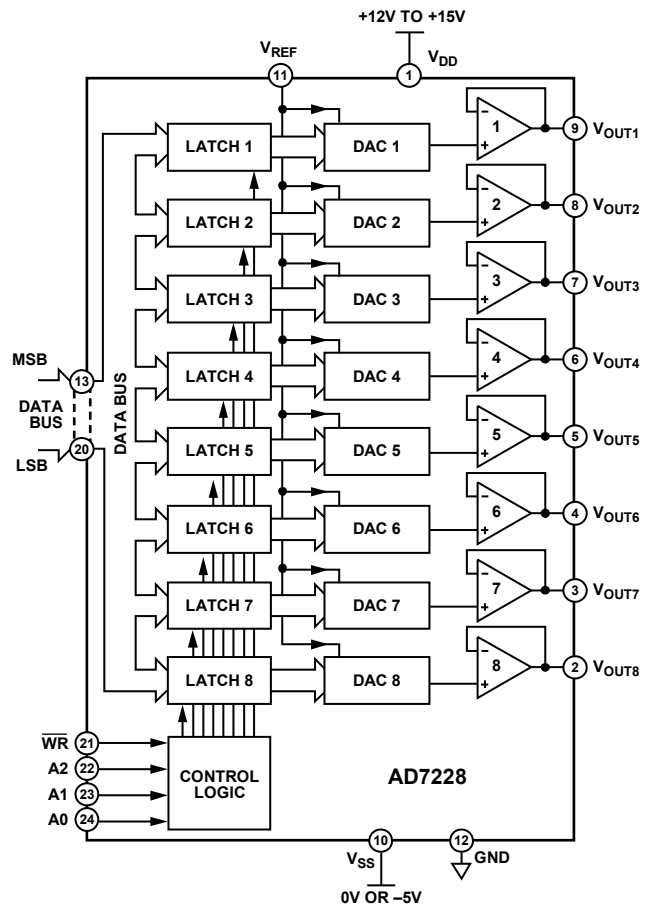 +12V TO +15V
VREF
VDD
11
1
LATCH 1
DAC 1
1
9
VOUT1
LATCH 2
DAC 2
2
8
VOUT2
LATCH 3
DAC 3
3
7
VOUT3
MSB
13
LATCH 4
DAC 4
4
6
VOUT4
DATA
BUS
DATA BUS
20
LSB
LATCH 5
DAC 5
5
5
VOUT5
LATCH 6
DAC 6
6
4
VOUT6
LATCH 7
DAC 7
7
3
VOUT7
LATCH 8
DAC 8
8
2
VOUT8
WR
21
A2
22
A1
23
A0
24
CONTROL
LOGIC
AD7228
10
12
VSS
GND
0V OR –5V